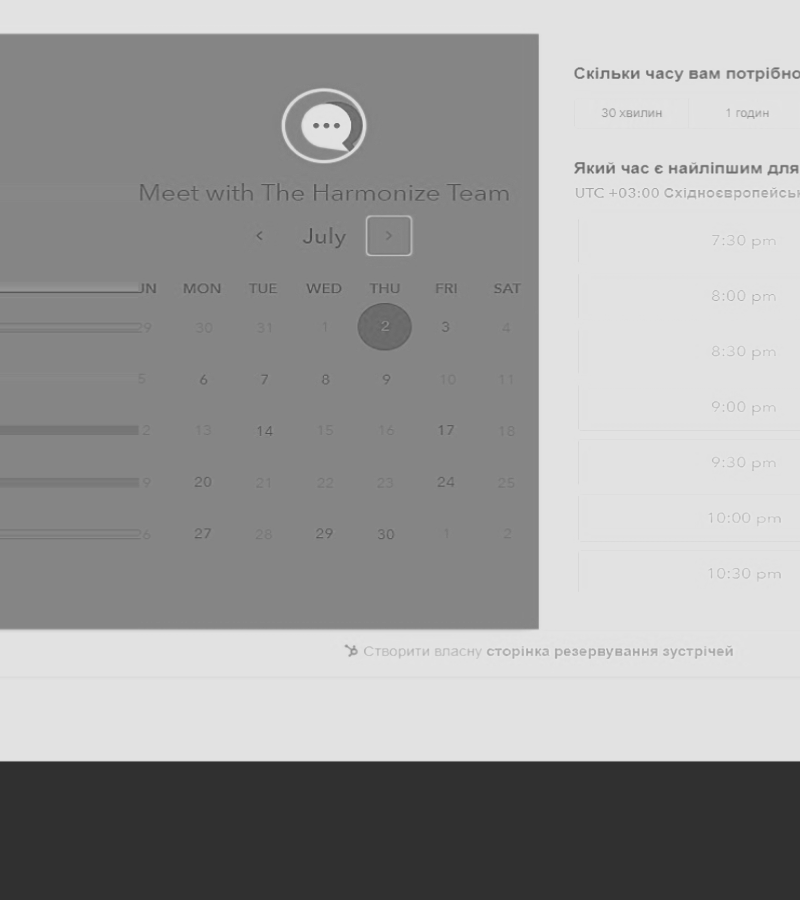 Meet with The Harmonize Team
July
UN MON TUE WED THU FRI SAT
29 30 31 1 2 3 4
5 6 7 8 9 10 11
2 13 14 15 16 17 18
9 20 21 22 23 24 25
26 27 28 29 30 1 2
Скільки часу вам потрібно
30 хвилин 1 годин
Який час є найліпшим для
UTC +03:00 Східноєвропейськ
7:30 pm
8:00 pm
8:30 pm
9:00 pm
9:30 pm
10:00 pm
10:30 pm
Створити власну сторінка резервування зустрічей